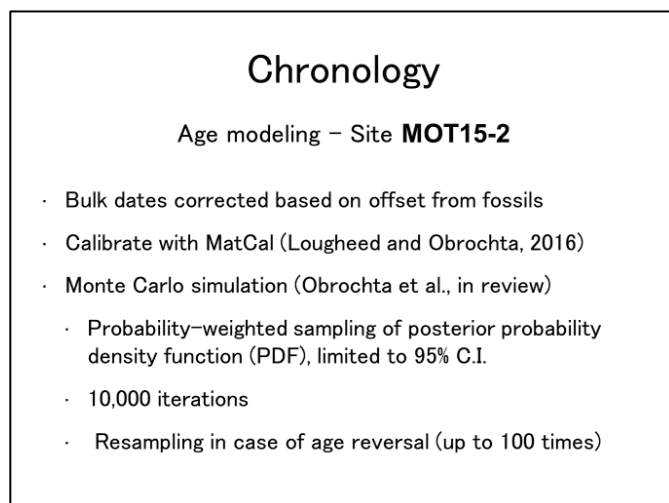 Chronology
Age modeling - Site MOT15-2
· Bulk dates corrected based on offset from fossils
· Calibrate with MatCal (Lougheed and Obrochta, 2016)
· Monte Carlo simulation (Obrochta et al., in review)
· Probability-weighted sampling of posterior probability
density function (PDF), limited to 95% C.I.
· 10,000 iterations
· Resampling in case of age reversal (up to 100 times)